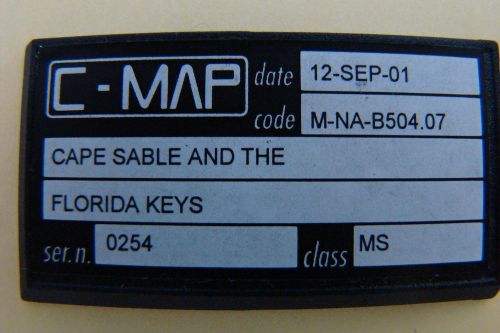 C-MAP date 12-SEP-01
code M-NA-B504.07
CAPE SABLE AND THE
FLORIDA KEYS
ser.n. 0254 class MS